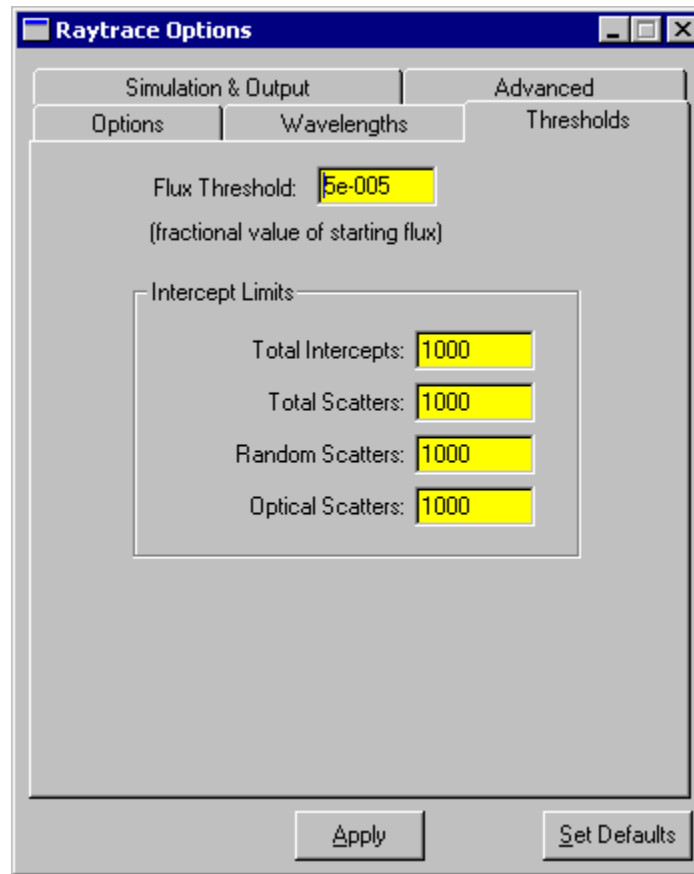 Raytrace Options
Simulation & Output Advanced
Options Wavelengths Thresholds
Flux Threshold: 5e-005
(fractional value of starting flux)
Intercept Limits
Total Intercepts: 1000
Total Scatters: 1000
Random Scatters: 1000
Optical Scatters: 1000
Apply Set Defaults